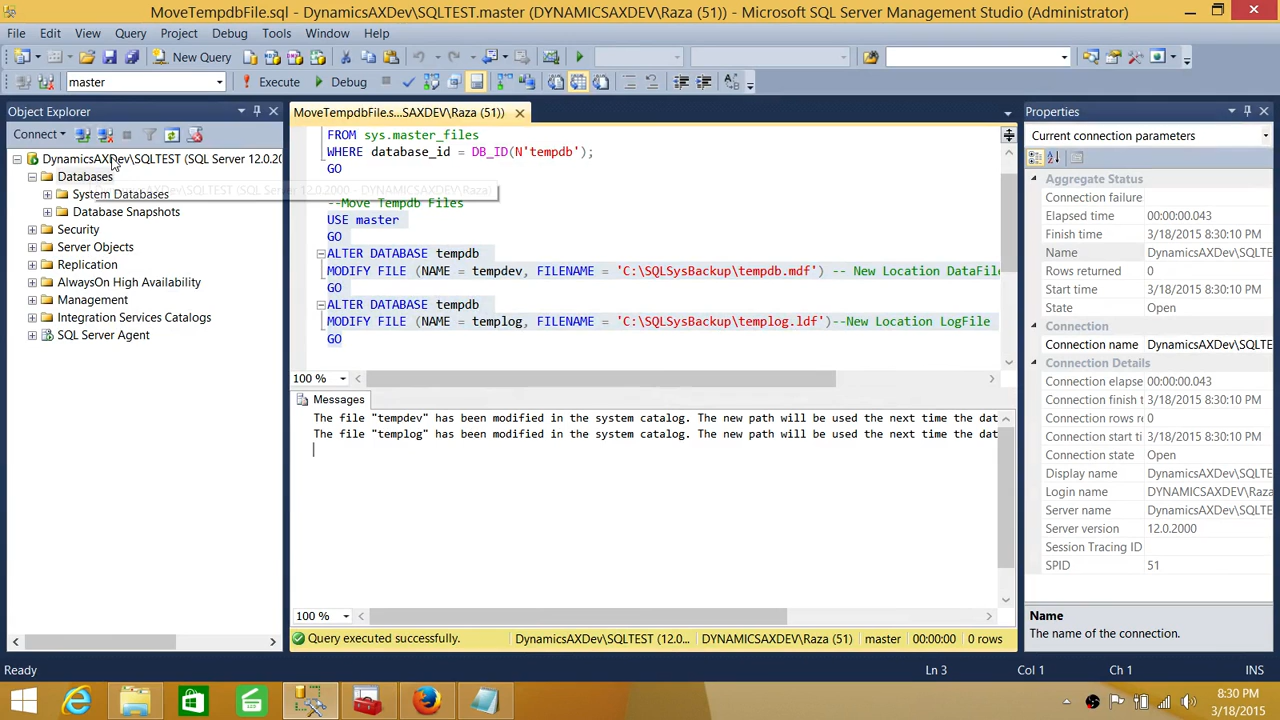 MoveTempdbFile.sql - DynamicsAXDev\SQLTEST.master (DYNAMICSAXDEV\Raza (51)) - Microsoft SQL Server Management Studio (Administrator)
File Edit View Query Project Debug Tools Window Help
New Query
master Execute Debug
Object Explorer
Connect
DynamicsAXDev\SQLTEST (SQL Server 12.0.20
Databases
System Databases
Database Snapshots
Security
Server Objects
Replication
AlwaysOn High Availability
Management
Integration Services Catalogs
SQL Server Agent
MoveTempdbFile.s...SAXDEV\Raza (51))
FROM sys.master_files
WHERE database_id = DB_ID(N'tempdb');
GO
--Move Tempdb Files
USE master
GO
ALTER DATABASE tempdb
MODIFY FILE (NAME = tempdev, FILENAME = 'C:\SQLSysBackup\tempdb.mdf') -- New Location DataFile
GO
ALTER DATABASE tempdb
MODIFY FILE (NAME = templog, FILENAME = 'C:\SQLSysBackup\templog.ldf')--New Location LogFile
GO
100 %
Messages
The file "tempdev" has been modified in the system catalog. The new path will be used the next time the dat
The file "templog" has been modified in the system catalog. The new path will be used the next time the dat
100 %
Query executed successfully. DynamicsAXDev\SQLTEST (12.0... DYNAMICSAXDEV\Raza (51) master 00:00:00 0 rows
Properties
Current connection parameters
Aggregate Status
Connection failure
Elapsed time 00:00:00.043
Finish time 3/18/2015 8:30:10 PM
Name DynamicsAXDev\SQLTE
Rows returned 0
Start time 3/18/2015 8:30:10 PM
State Open
Connection
Connection name DynamicsAXDev\SQLTE
Connection Details
Connection elapse 00:00:00.043
Connection finish t 3/18/2015 8:30:10 PM
Connection rows r 0
Connection start ti 3/18/2015 8:30:10 PM
Connection state Open
Display name DynamicsAXDev\SQLTE
Login name DYNAMICSAXDEV\Raza
Server name DynamicsAXDev\SQLTE
Server version 12.0.2000
Session Tracing ID
SPID 51
Name
The name of the connection.
Ready Ln 3 Col 1 Ch 1 INS
8:30 PM
3/18/2015